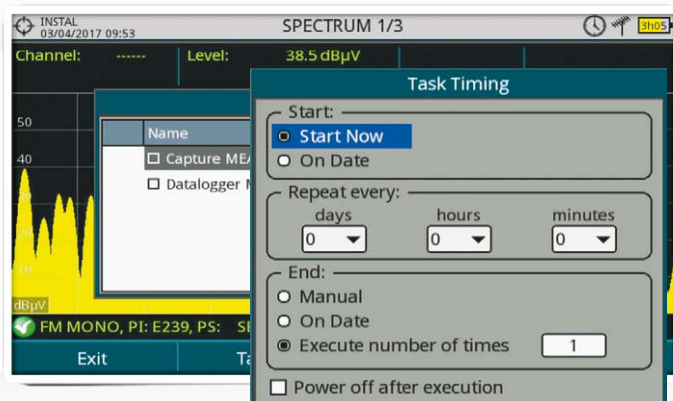 INSTAL
03/04/2017 09:53
SPECTRUM 1/3
3h05
Channel: ------ Level: 38.5 dBµV
50
40
dBµV
Name
Capture ME
Datalogger
FM MONO, PI: E239, PS:
Exit
Task Timing
Start:
Start Now
On Date
Repeat every:
days hours minutes
0 0 0
End:
Manual
On Date
Execute number of times 1
Power off after execution